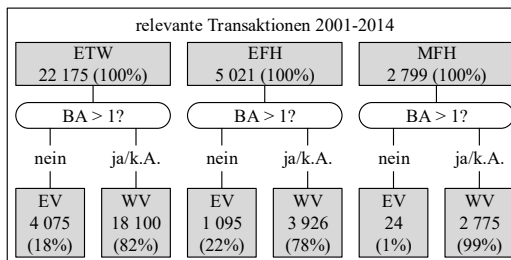 relevante Transaktionen 2001-2014
ETW
22 175 (100%)
EFH
5 021 (100%)
MFH
2 799 (100%)
BA > 1?
BA > 1?
BA > 1?
nein
ja/k.A.
nein
ja/k.A.
nein
ja/k.A.
EV
4 075
(18%)
WV
18 100
(82%)
EV
1 095
(22%)
WV
3 926
(78%)
EV
24
(1%)
WV
2 775
(99%)